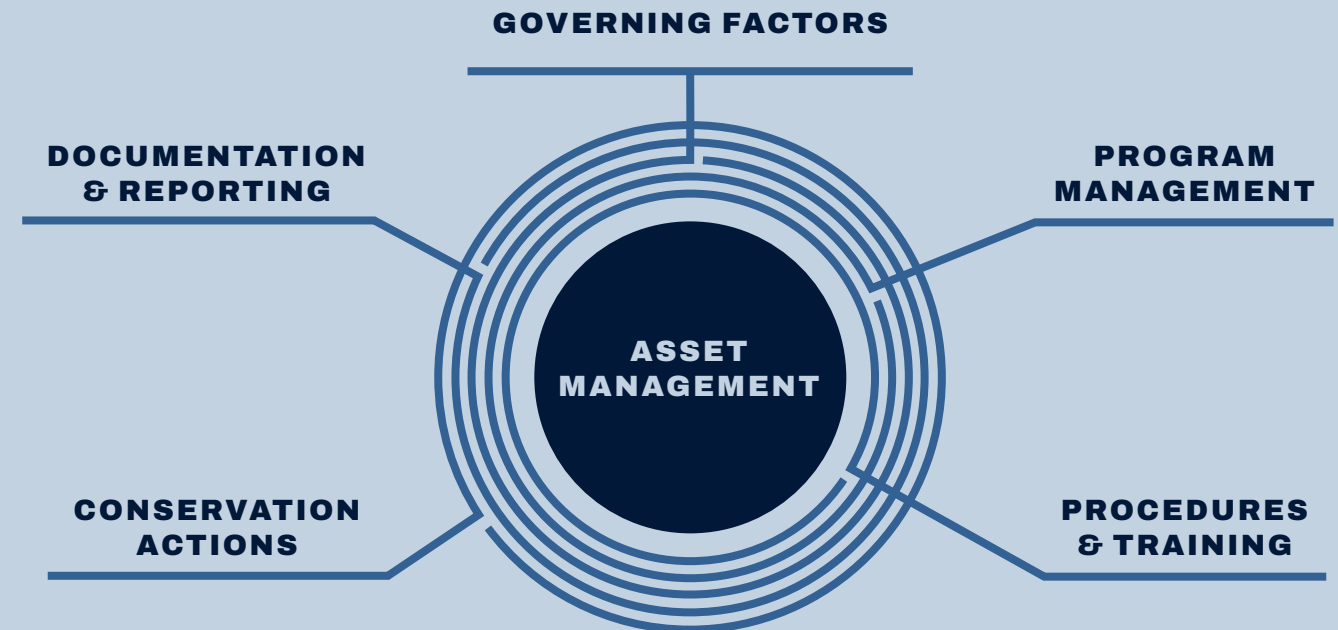 GOVERNING FACTORS
DOCUMENTATION
& REPORTING
PROGRAM
MANAGEMENT
ASSET
MANAGEMENT
CONSERVATION
ACTIONS
PROCEDURES
& TRAINING